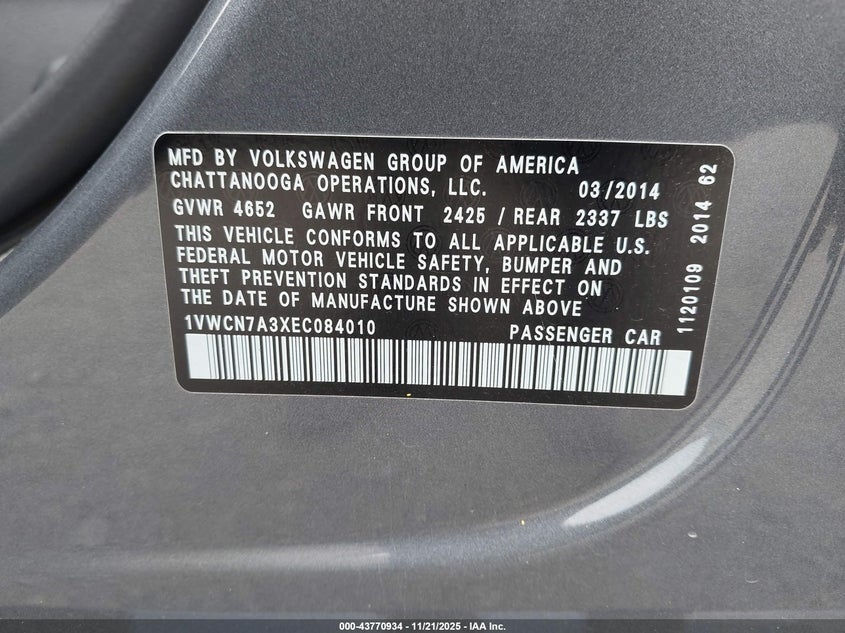 MFD BY VOLKSWAGEN GROUP OF AMERICA
CHATTANOOGA OPERATIONS, LLC. 03/2014
GVWR 4652 GAWR FRONT 2425 / REAR 2337 LBS
THIS VEHICLE CONFORMS TO ALL APPLICABLE U.S.
FEDERAL MOTOR VEHICLE SAFETY, BUMPER AND
THEFT PREVENTION STANDARDS IN EFFECT ON
THE DATE OF MANUFACTURE SHOWN ABOVE
1VWCN7A3XEC084010 PASSENGER CAR
1120109 2014 62
000-43770934 - 11/21/2025 - IAA Inc.